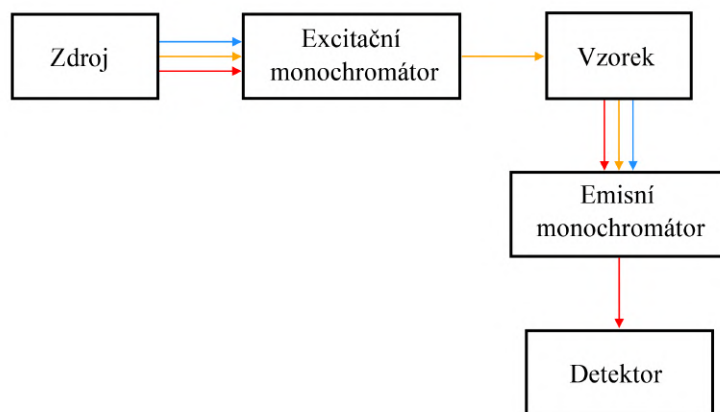 Zdroj
Excitační
monochromátor
Vzorek
Emisní
monochromátor
Detektor